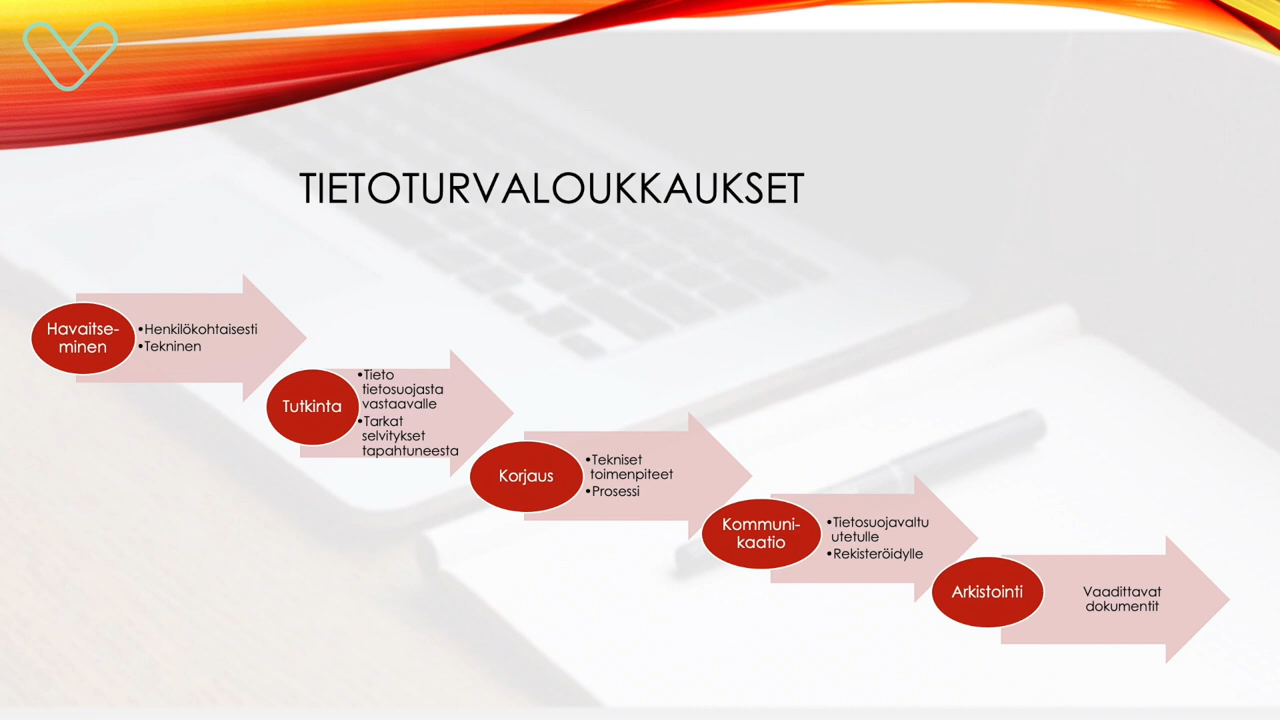 TIETOTURVALOUKKAUKSET
Havaitse-
minen
•Henkilökohtaisesti
•Tekninen
Tutkinta
•Tieto
tietosuojasta
vastaavalle
•Tarkat
selvitykset
tapahtuneesta
Korjaus
•Tekniset
toimenpiteet
•Prosessi
Kommuni-
kaatio
•Tietosuojavaltu
utetulle
•Rekisteröidylle
Arkistointi
Vaadittavat
dokumentit